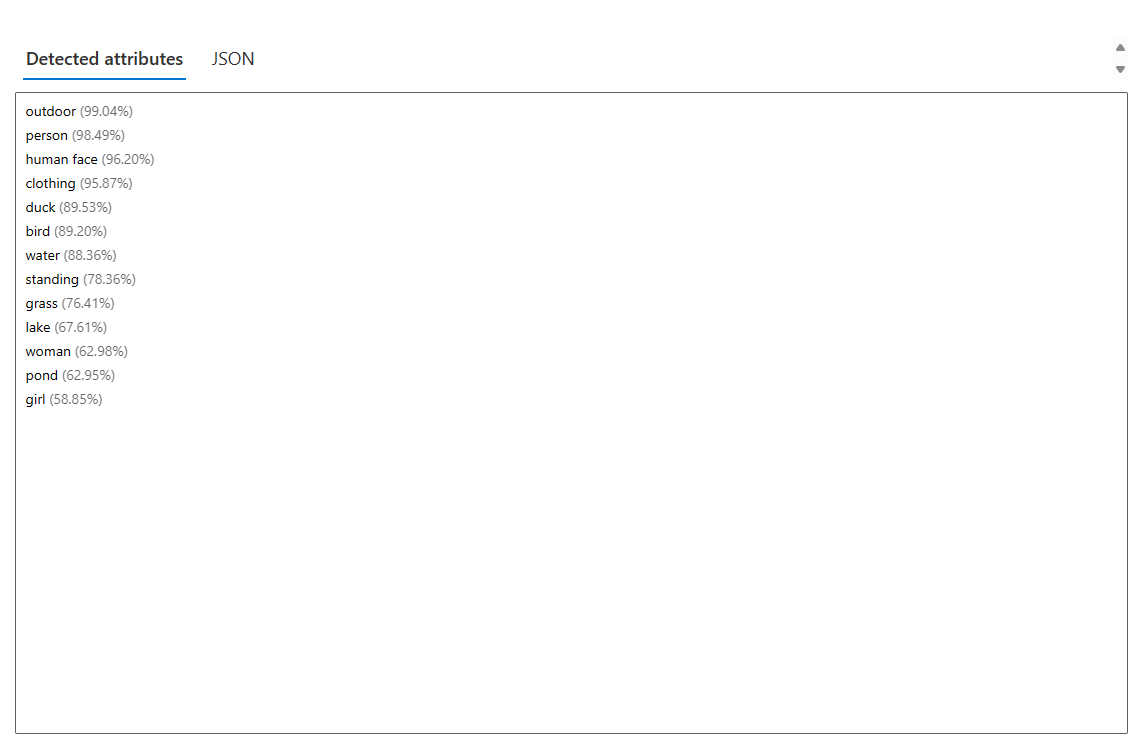 Detected attributes JSON
outdoor (99.04%)
person (98.49%)
human face (96.20%)
clothing (95.87%)
duck (89.53%)
bird (89.20%)
water (88.36%)
standing (78.36%)
grass (76.41%)
lake (67.61%)
woman (62.98%)
pond (62.95%)
girl (58.85%)